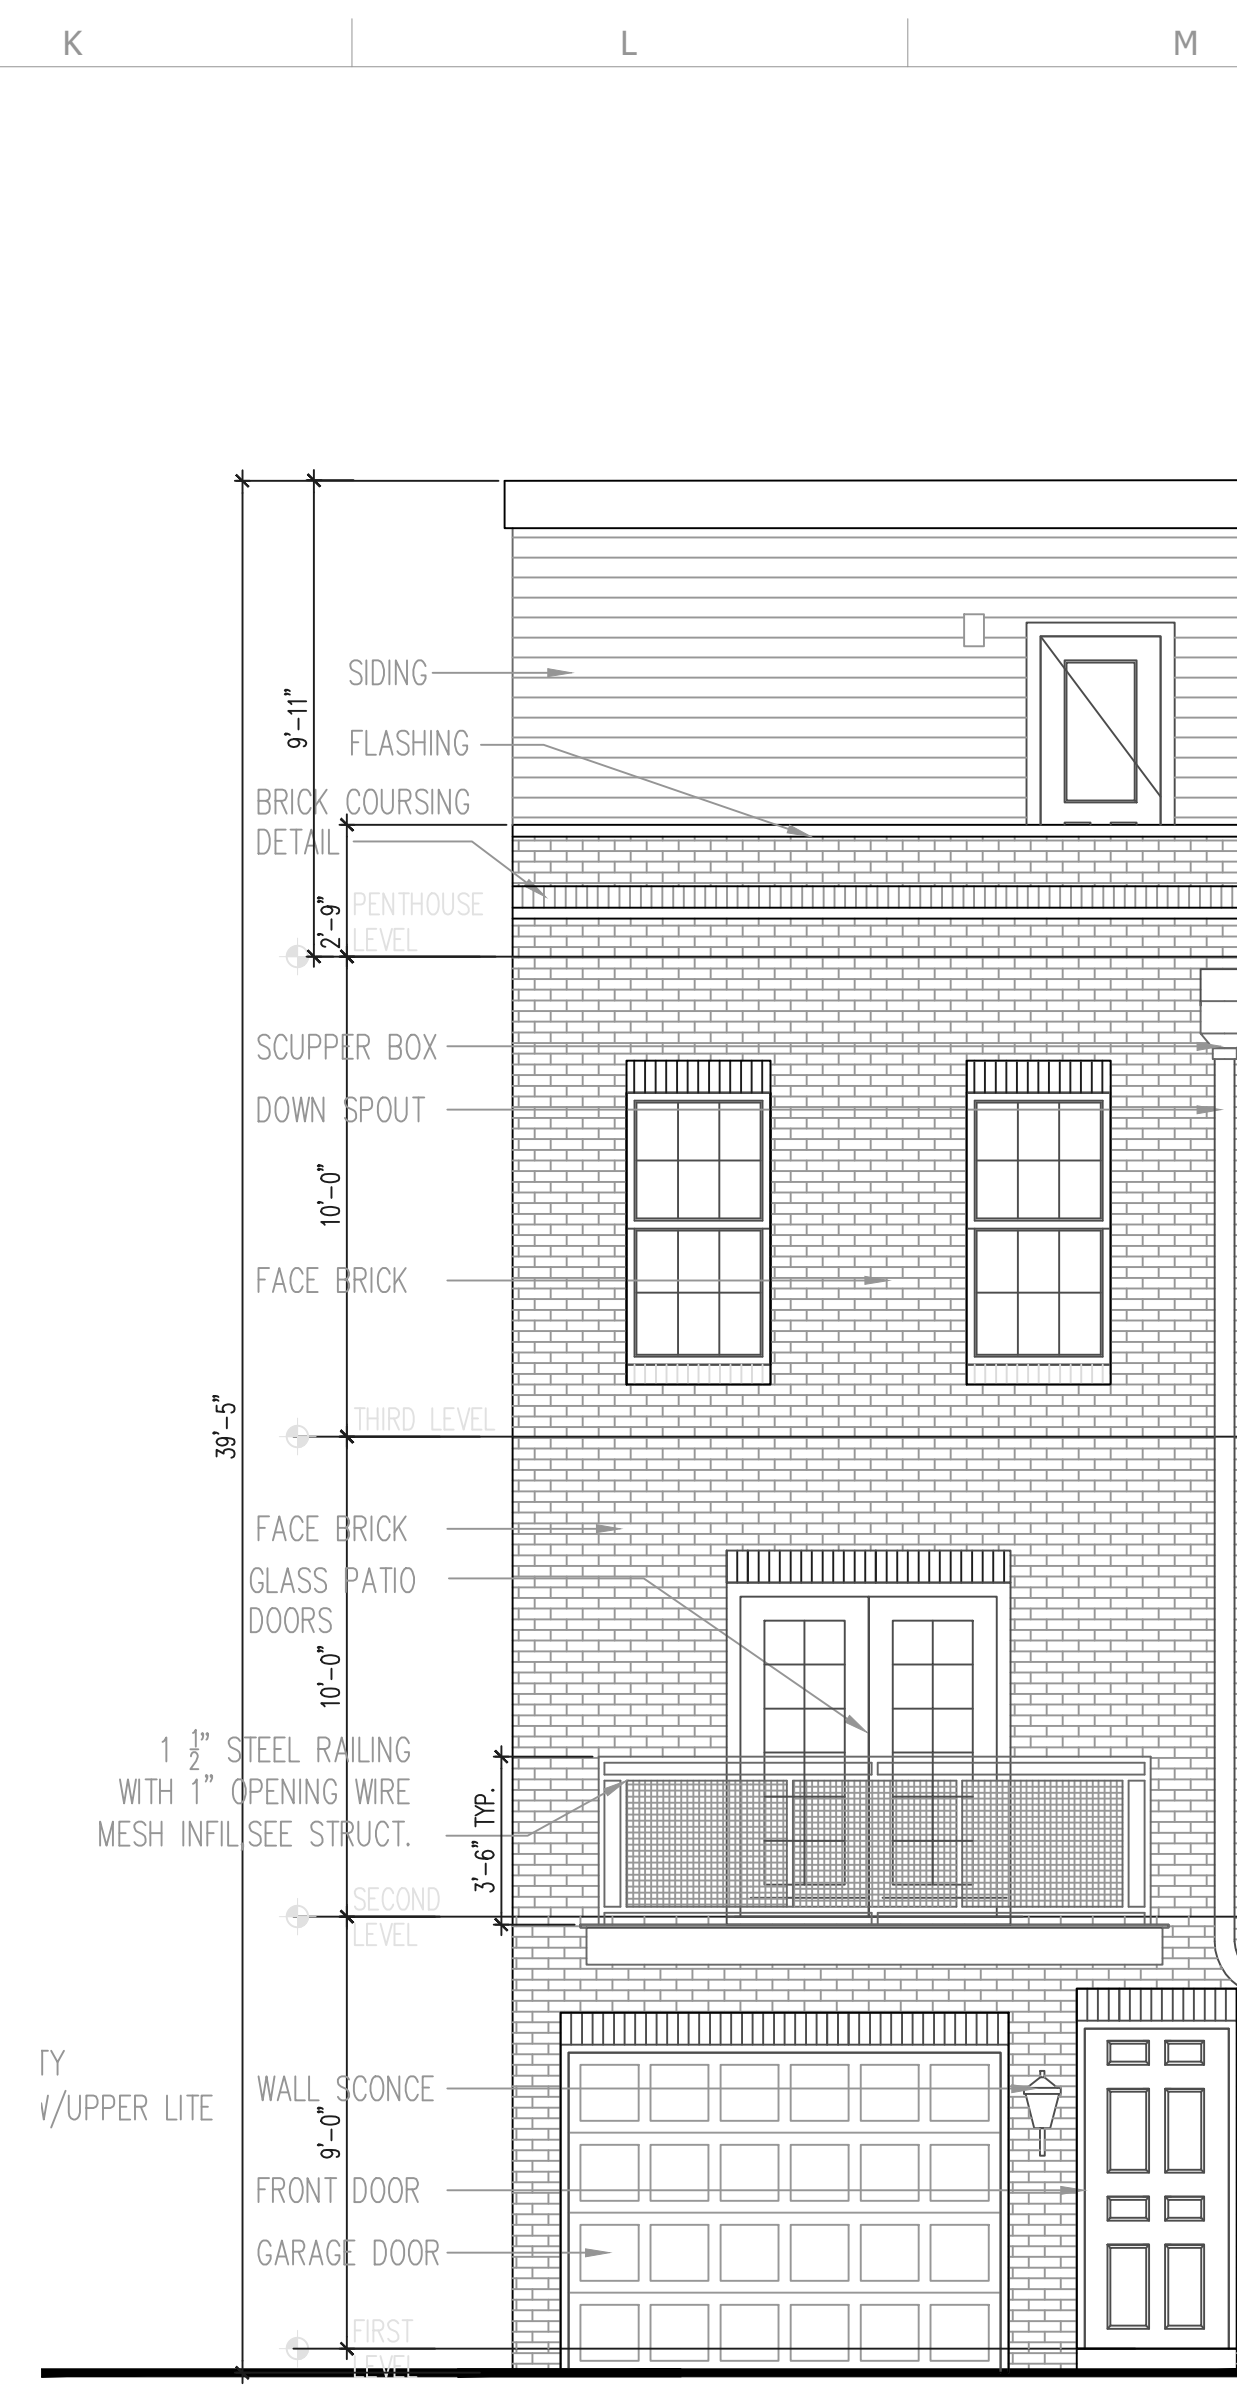 K L M
SIDING
9'-11"
FLASHING
BRICK COURSING
DETAIL
PENTHOUSE
LEVEL
2'-9"
SCUPPER BOX
DOWN SPOUT
10'-0"
FACE BRICK
39'-5"
THIRD LEVEL
FACE BRICK
GLASS PATIO
DOORS
10'-0"
1 1/2" STEEL RAILING
WITH 1" OPENING WIRE
MESH INFIL SEE STRUCT.
3'-6" TYP.
SECOND
LEVEL
TY
W/UPPER LITE
WALL SCONCE
9'-0"
FRONT DOOR
GARAGE DOOR
FIRST
LEVEL